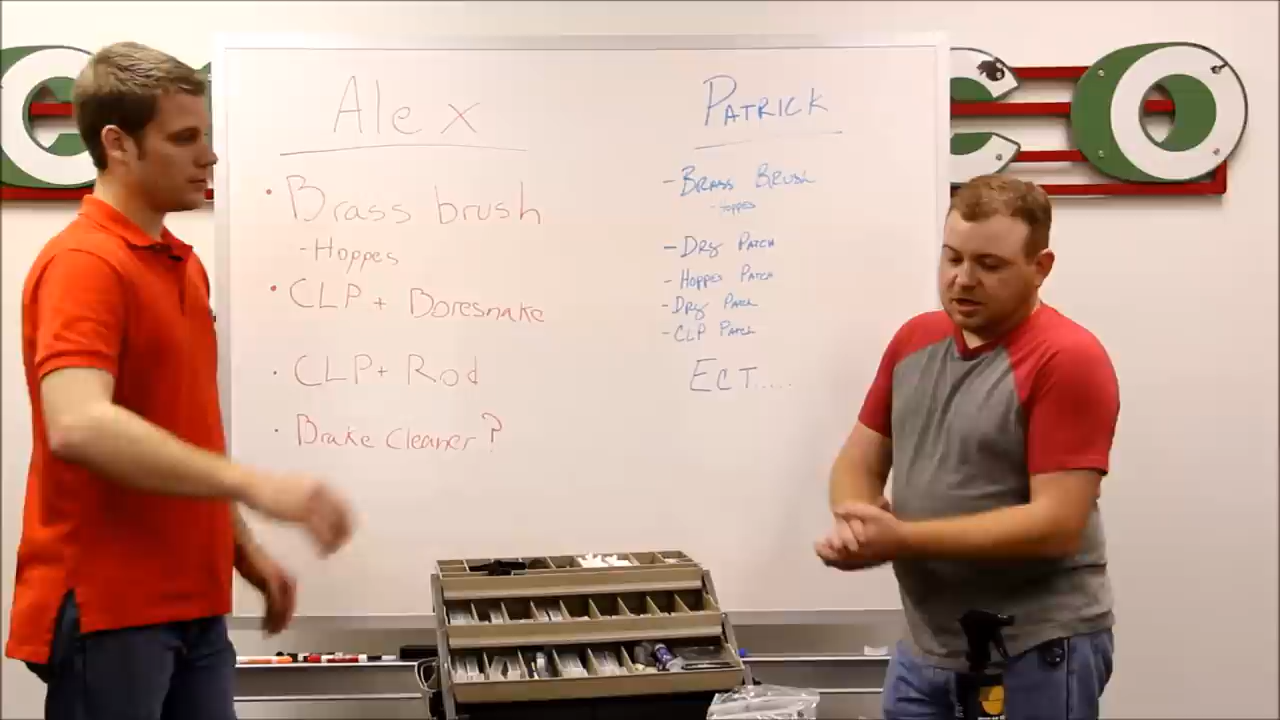 Alex
• Brass brush
- Hoppes
• CLP + Boresnake
• CLP + Rod
• Brake Cleaner?
PATRICK
- BRASS BRUSH
- HOPPES
- DRY PATCH
- HOPPES PATCH
- DRY PATCH
- CLP PATCH
ECT.....